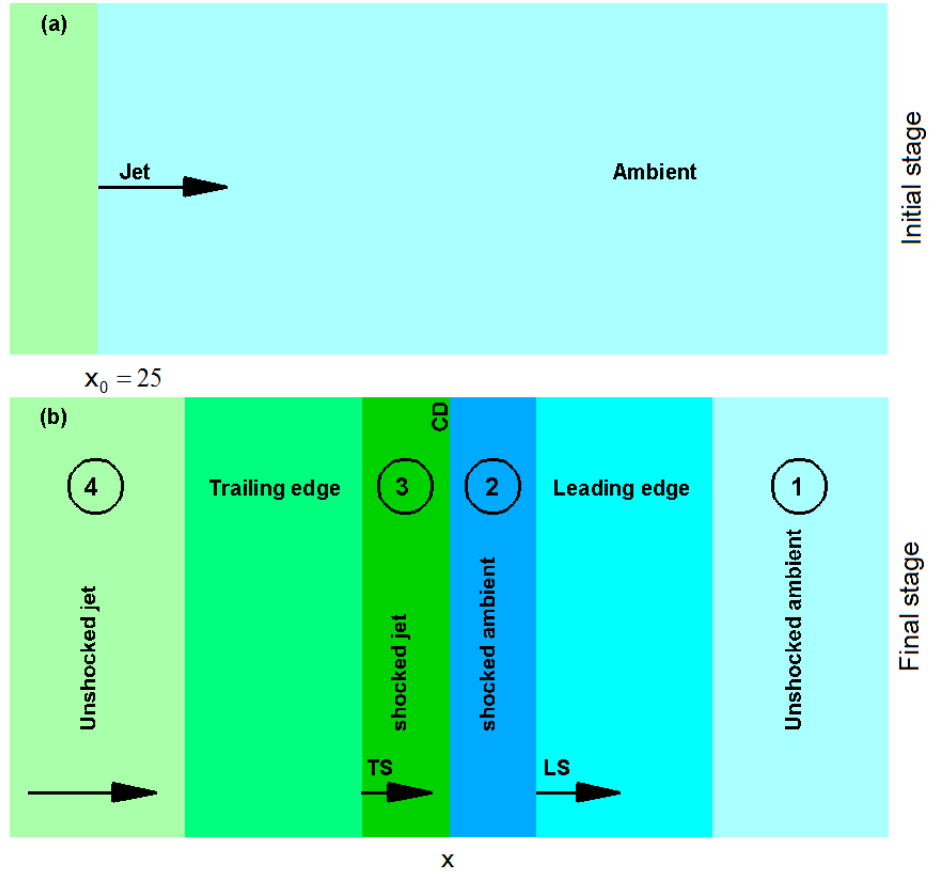 (a)
Jet
Ambient
Initial stage
x₀ = 25
(b)
CD
4
Trailing edge
3
2
Leading edge
1
Unshocked jet
shocked jet
shocked ambient
Unshocked ambient
Final stage
TS
LS
x